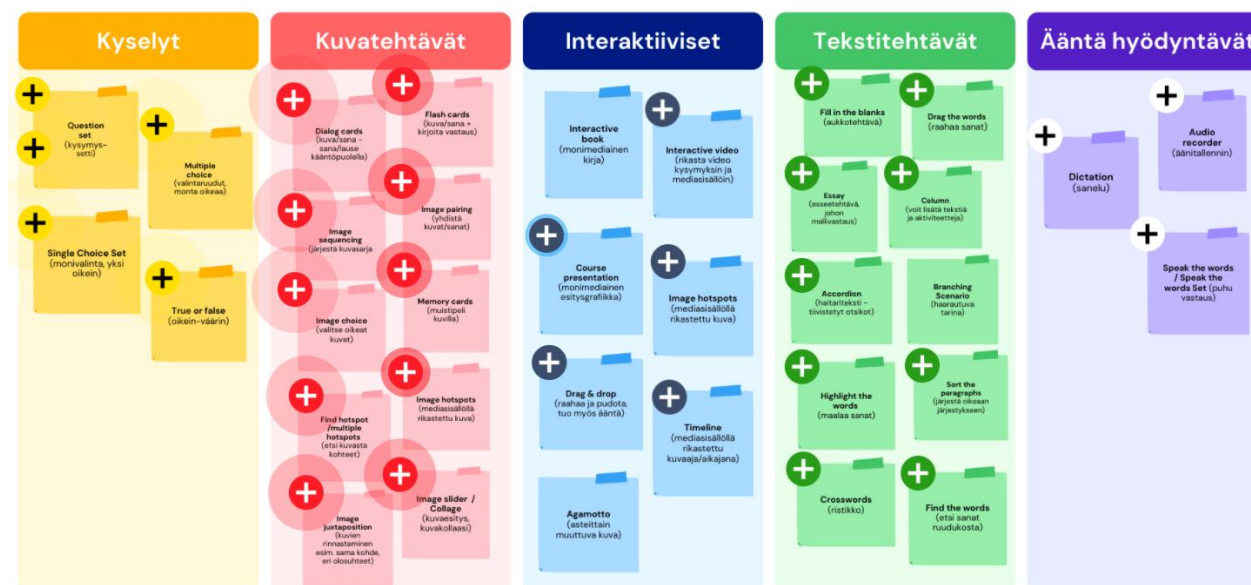 Kyselyt
Question
set
(kysymys-
setti)
Multiple
choice
(valintaruudut,
monta oikeaa)
Single Choice Set
(monivalinta, yksi
oikein)
True or false
(oikein-väärin)
Kuvatehtävät
Dialog cards
(kuva/sana -
sana/lause
kääntöpuolella)
Flash cards
(kuva/sana +
kirjoita vastaus)
Image
sequencing
(järjestä kuvasarja
Image pairing
(yhdistä
kuvat/sanat)
Image choice
(valitse oikeat
kuvat)
Memory cards
(muistipeli
kuvilla)
Find hotspot
/multiple
hotspots
(etsi kuvasta
kohteet)
Image hotspots
(mediasisällöllä
rikastettu kuva)
Image
juxtaposition
(kuvien
rinnastaminen
esim. sama kohde,
eri olosuhteet)
Image slider /
Collage
(kuvaesitys,
kuvakollaasi)
Interaktiiviset
Interactive
book
(monimediainen
kirja)
Interactive video
(rikasta video
kysymyksin ja
mediasisällöin)
Course
presentation
(monimediainen
esitysgrafiikka)
Image hotspots
(mediasisällöllä
rikastettu kuva)
Drag & drop
(raahaa ja pudota,
tuo myös ääntä)
Timeline
(mediasisällöllä
rikastettu
kuvaaja/aikajana)
Agamotto
(asteittain
muuttuva kuva)
Tekstitehtävät
Fill in the blanks
(aukkotehtävä)
Drag the words
(raahaa sanat)
Essay
(esseetehtävä,
johon
mallivastaus)
Column
(voit lisätä tekstiä
ja aktiviteetteja)
Accordion
(haitariteksti -
tiivistetyt otsikot)
Branching
Scenario
(haarautuva
tarina)
Highlight the
words
(maalaa sanat)
Sort the
paragraphs
(järjestä oikeaan
järjestykseen)
Crosswords
(ristikko)
Find the words
(etsi sanat
ruudukosta)
Ääntä hyödyntävät
Dictation
(sanelu)
Audio
recorder
(äänitallennin)
Speak the words
/ Speak the
words Set (puhu
vastaus)